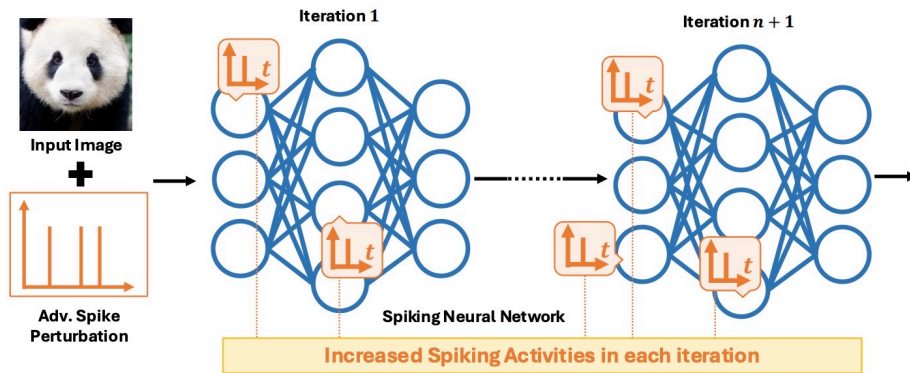 Iteration 1
Iteration n + 1
t
t
t
t
t
Input Image
+
Adv. Spike
Perturbation
Spiking Neural Network
Increased Spiking Activities in each iteration